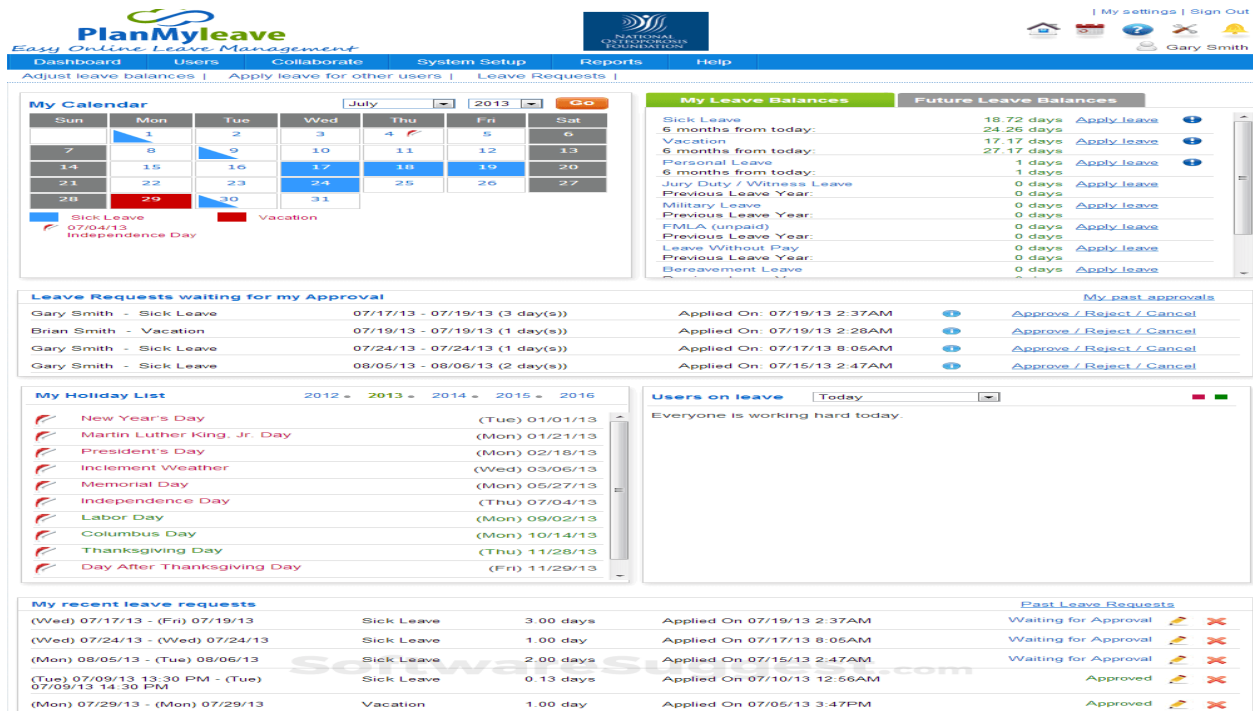 | My settings | Sign Out
PlanMyleave
Easy Online Leave Management
NATIONAL
OSTEOPOROSIS
FOUNDATION
Gary Smith
Dashboard Users Collaborate System Setup Reports Help
Adjust leave balances | Apply leave for other users | Leave Requests |
My Calendar July 2013 Go
Sun Mon Tue Wed Thu Fri Sat
1 2 3 4 5 6
7 8 9 10 11 12 13
14 15 16 17 18 19 20
21 22 23 24 25 26 27
28 29 30 31
Sick Leave Vacation
07/04/13
Independence Day
My Leave Balances Future Leave Balances
Sick Leave 18.72 days Apply leave
6 months from today: 24.26 days
Vacation 17.17 days Apply leave
6 months from today: 27.17 days
Personal Leave 1 days Apply leave
6 months from today: 1 days
Jury Duty / Witness Leave 0 days Apply leave
Previous Leave Year: 0 days
Military Leave 0 days Apply leave
Previous Leave Year: 0 days
FMLA (unpaid) 0 days Apply leave
Previous Leave Year: 0 days
Leave Without Pay 0 days Apply leave
Previous Leave Year: 0 days
Bereavement Leave 0 days Apply leave
Leave Requests waiting for my Approval My past approvals
Gary Smith - Sick Leave 07/17/13 - 07/19/13 (3 day(s)) Applied On: 07/19/13 2:37AM Approve / Reject / Cancel
Brian Smith - Vacation 07/19/13 - 07/19/13 (1 day(s)) Applied On: 07/19/13 2:28AM Approve / Reject / Cancel
Gary Smith - Sick Leave 07/24/13 - 07/24/13 (1 day(s)) Applied On: 07/17/13 8:05AM Approve / Reject / Cancel
Gary Smith - Sick Leave 08/05/13 - 08/06/13 (2 day(s)) Applied On: 07/15/13 2:47AM Approve / Reject / Cancel
My Holiday List 2012 2013 2014 2015 2016
New Year's Day (Tue) 01/01/13
Martin Luther King, Jr. Day (Mon) 01/21/13
President's Day (Mon) 02/18/13
Inclement Weather (Wed) 03/06/13
Memorial Day (Mon) 05/27/13
Independence Day (Thu) 07/04/13
Labor Day (Mon) 09/02/13
Columbus Day (Mon) 10/14/13
Thanksgiving Day (Thu) 11/28/13
Day After Thanksgiving Day (Fri) 11/29/13
Users on leave Today
Everyone is working hard today.
My recent leave requests Past Leave Requests
(Wed) 07/17/13 - (Fri) 07/19/13 Sick Leave 3.00 days Applied On 07/19/13 2:37AM Waiting for Approval
(Wed) 07/24/13 - (Wed) 07/24/13 Sick Leave 1.00 day Applied On 07/17/13 8:05AM Waiting for Approval
(Mon) 08/05/13 - (Tue) 08/06/13 Sick Leave 2.00 days Applied On 07/15/13 2:47AM Waiting for Approval
SoftwareSuggest.com
(Tue) 07/09/13 13:30 PM - (Tue) Sick Leave 0.13 days Applied On 07/10/13 12:56AM Approved
07/09/13 14:30 PM
(Mon) 07/29/13 - (Mon) 07/29/13 Vacation 1.00 day Applied On 07/05/13 3:47PM Approved